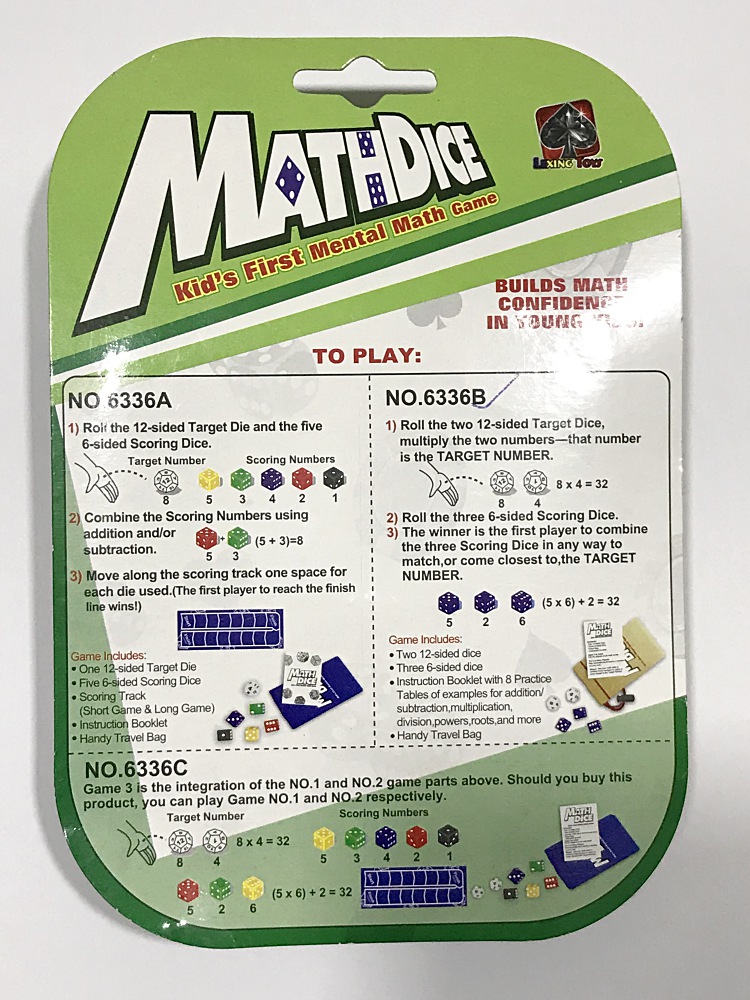 MATHDICE
Kid's First Mental Math Game
LEXING TOYS
BUILDS MATH
CONFIDENCE
IN YOUNG
TO PLAY:
NO.6336A
1) Roll the 12-sided Target Die and the five
6-sided Scoring Dice.
Target Number Scoring Numbers
12
8 5 3 4 2 1
2) Combine the Scoring Numbers using
addition and/or
subtraction.
+ (5 + 3)=8
5 3
3) Move along the scoring track one space for
each die used.(The first player to reach the finish
line wins!)
Game Includes:
• One 12-sided Target Die
• Five 6-sided Scoring Dice
• Scoring Track
(Short Game & Long Game)
• Instruction Booklet
• Handy Travel Bag
MATH
DICE
NO.6336B
1) Roll the two 12-sided Target Dice,
multiply the two numbers—that number
is the TARGET NUMBER.
8 x 4 = 32
8 4
2) Roll the three 6-sided Scoring Dice.
3) The winner is the first player to combine
the three Scoring Dice in any way to
match,or come closest to,the TARGET
NUMBER.
(5 x 6) + 2 = 32
5 2 6
Game Includes:
• Two 12-sided dice
• Three 6-sided dice
• Instruction Booklet with 8 Practice
Tables of examples for addition/
subtraction,multiplication,
division,powers,roots,and more
• Handy Travel Bag
MATH
DICE
NO.6336C
Game 3 is the integration of the NO.1 and NO.2 game parts above. Should you buy this
product, you can play Game NO.1 and NO.2 respectively.
Target Number Scoring Numbers
12
8 x 4 = 32
8 4 5 3 4 2 1
(5 x 6) + 2 = 32
5 2 6
MATH
DICE